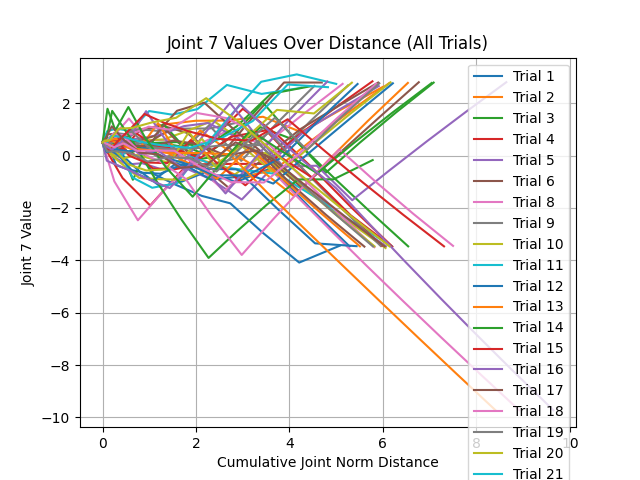 Joint 7 Values Over Distance (All Trials)
Joint 7 Value
2
0
−2
−4
−6
−8
−10
0
2
4
6
8
10
Cumulative Joint Norm Distance
Trial 1
Trial 2
Trial 3
Trial 4
Trial 5
Trial 6
Trial 8
Trial 9
Trial 10
Trial 11
Trial 12
Trial 13
Trial 14
Trial 15
Trial 16
Trial 17
Trial 18
Trial 19
Trial 20
Trial 21